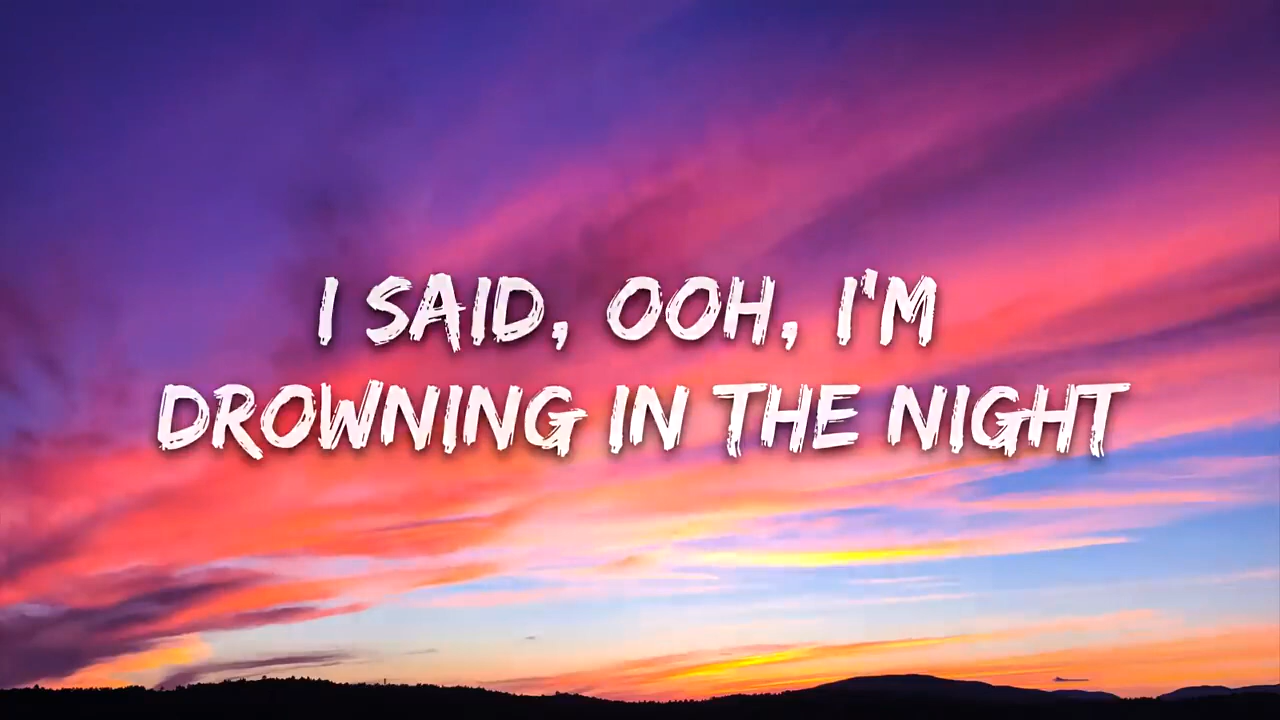 I SAID, OOH, I'M
DROWNING IN THE NIGHT